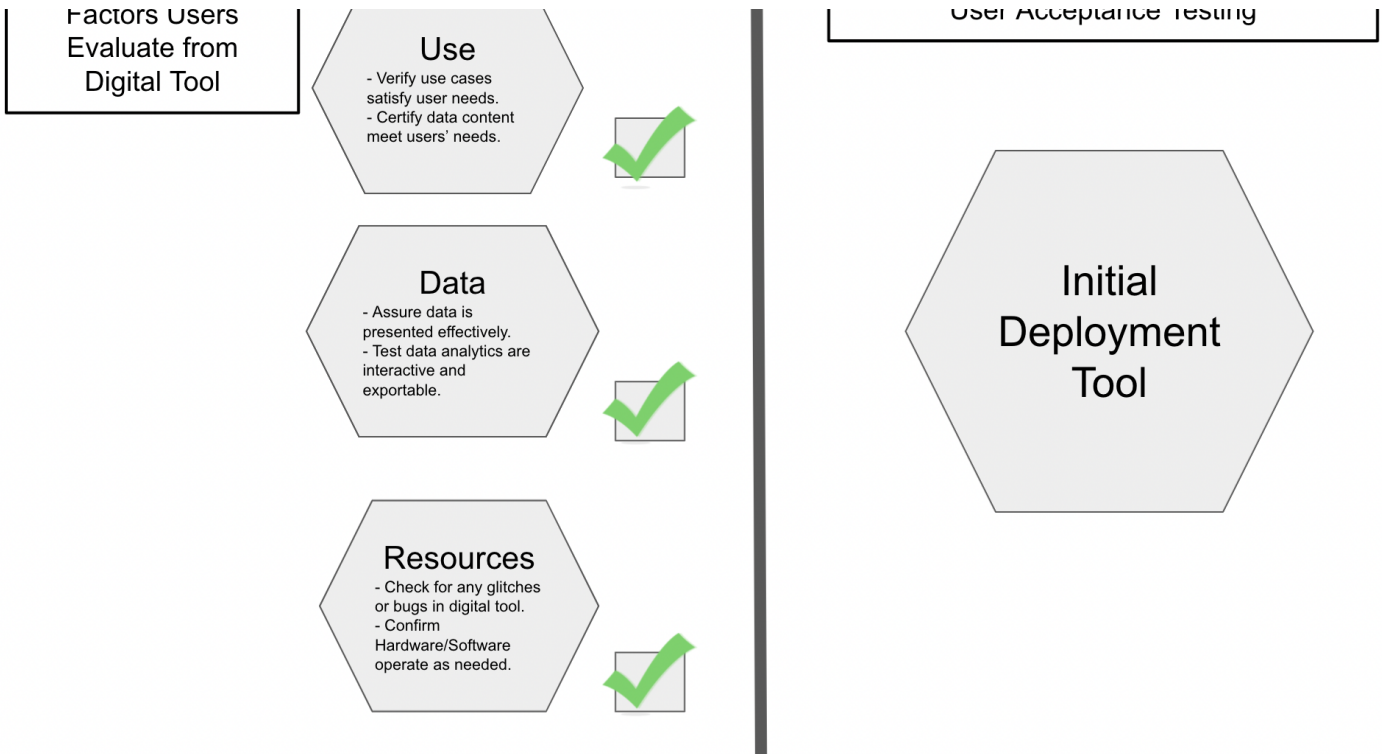 Factors Users
Evaluate from
Digital Tool
Use
- Verify use cases
satisfy user needs.
- Certify data content
meet users’ needs.
Data
- Assure data is
presented effectively.
- Test data analytics are
interactive and
exportable.
Resources
- Check for any glitches
or bugs in digital tool.
- Confirm
Hardware/Software
operate as needed.
User Acceptance Testing
Initial
Deployment
Tool